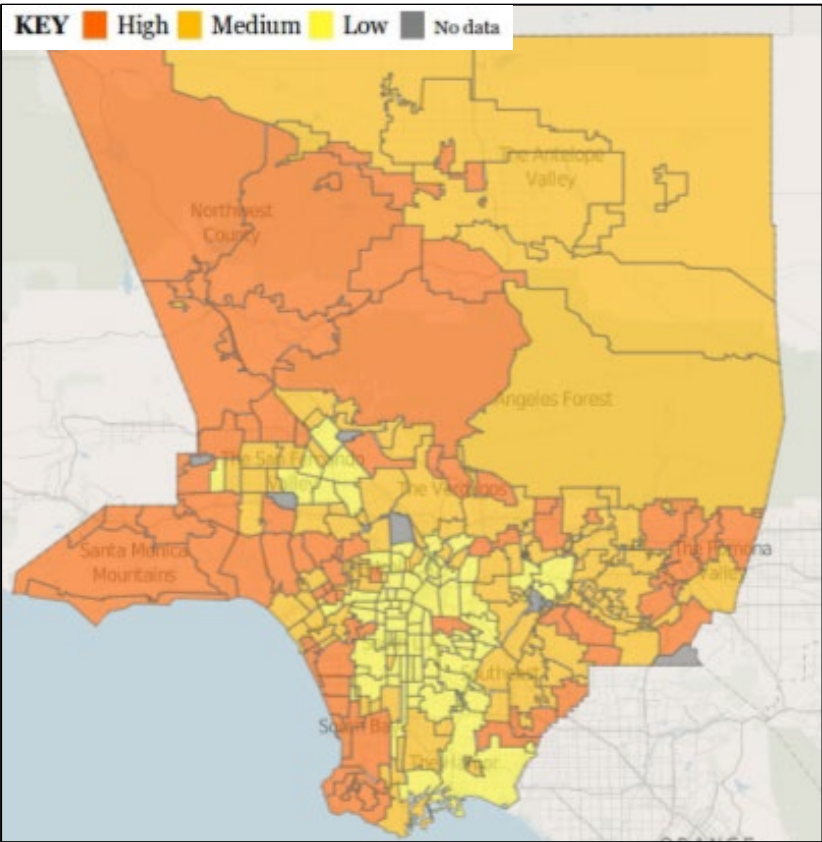 KEY High Medium Low No data
The Antelope
Valley
Northwest
County
Angeles Forest
The San Fernando
Valley
The Verdugos
Santa Monica
Mountains
The Pomona
Valley
Southeast
South Bay
The Harbor